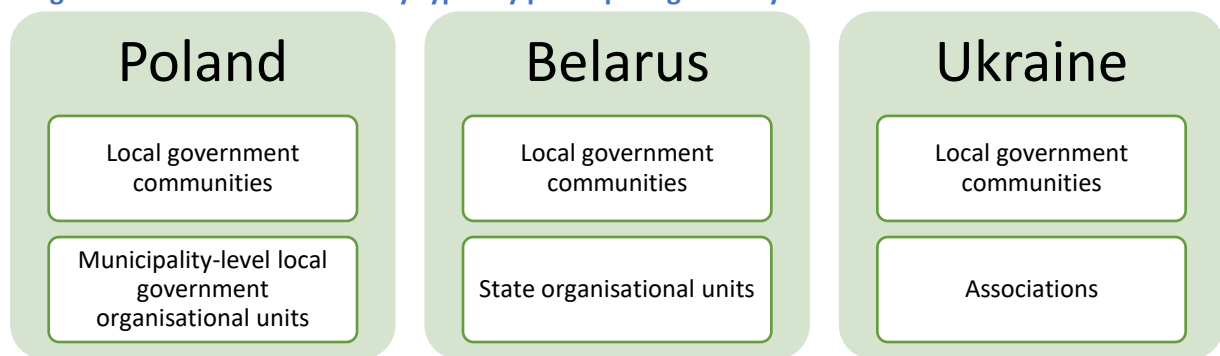 Poland
Local government
communities
Municipality-level local
government
organisational units
Belarus
Local government
communities
State organisational units
Ukraine
Local government
communities
Associations